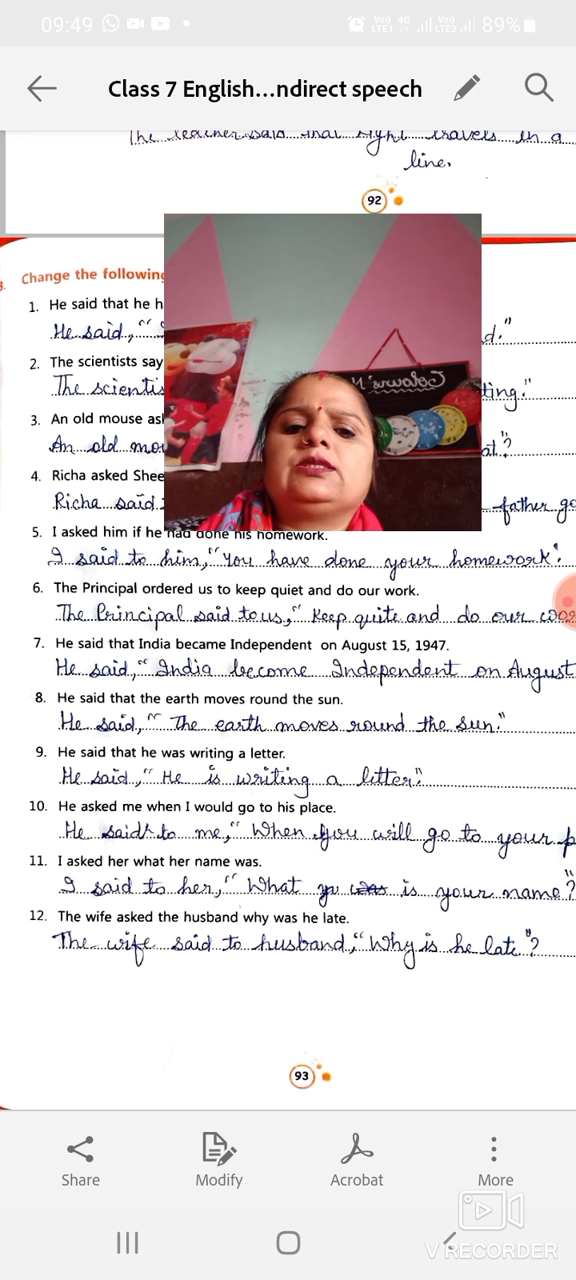 09:49
Vo) 4G LTE1 Vo) LTE2 89%
Class 7 English...ndirect speech
The teacher said that light travels in a
line.
92
Change the following
1. He said that he h
He said, "
d."
2. The scientists say
The scientis
ting."
3. An old mouse as
An old mou
at"?
4. Richa asked Shee
Richa said
father go
5. I asked him if he had done his homework.
I said to him, "You have done your homework".
6. The Principal ordered us to keep quiet and do our work.
The Principal said to us, "Keep quite and do our
7. He said that India became Independent on August 15, 1947.
He said, "India become Independent on August
8. He said that the earth moves round the sun.
He said, "The earth moves round the sun."
9. He said that he was writing a letter.
He said, "He is writing a litter".
10. He asked me when I would go to his place.
He said to me, "When you will go to your p
11. I asked her what her name was.
I said to her, "What is your name"?
12. The wife asked the husband why was he late.
The wife said to husband, "Why is he late"?
93
Share
Modify
Acrobat
More
V RECORDER